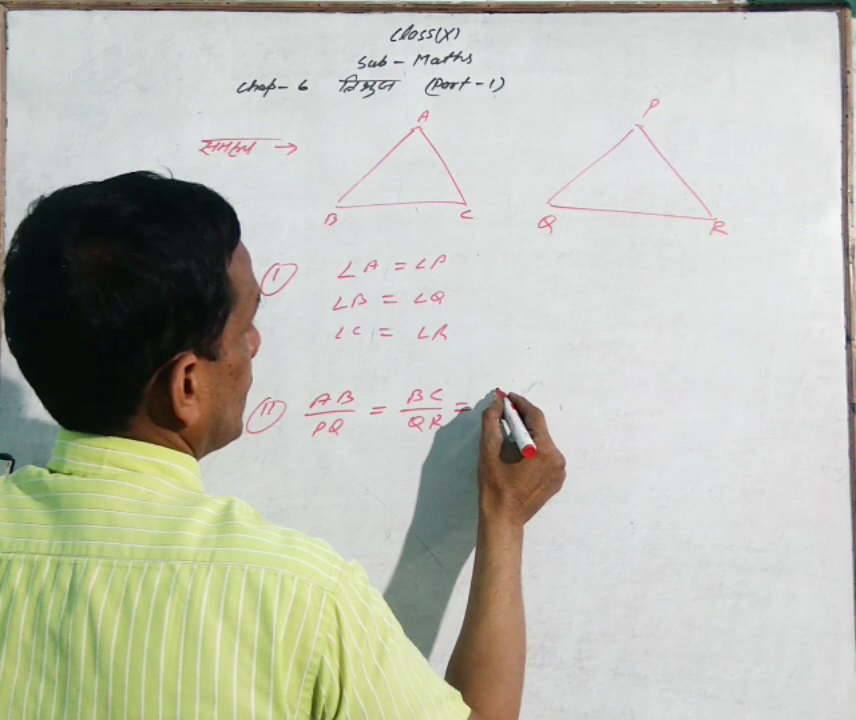 Class(X)
Sub - Maths
Chap- 6 त्रिभुज (Part - 1)
समरूप →
A
B C
P
Q R
(I) ∠A = ∠P
∠B = ∠Q
∠C = ∠R
(II) AB/PQ = BC/QR =